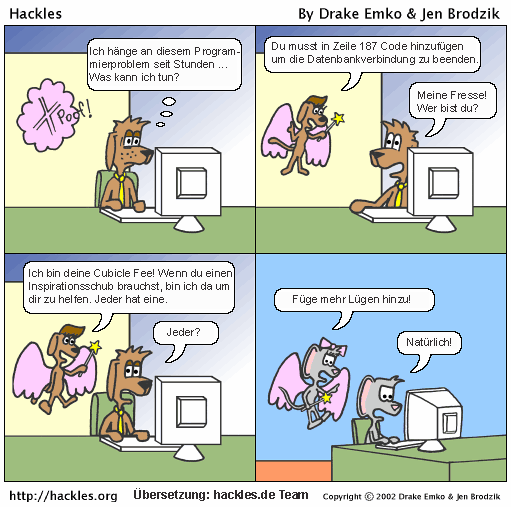 Hackles
By Drake Emko & Jen Brodzik
Ich hänge an diesem Program-
mierproblem seit Stunden ...
Was kann ich tun?
Poof!
Du musst in Zeile 187 Code hinzufügen
um die Datenbankverbindung zu beenden.
Meine Fresse!
Wer bist du?
Ich bin deine Cubicle Fee! Wenn du einen
Inspirationsschub brauchst, bin ich da um
dir zu helfen. Jeder hat eine.
Jeder?
Füge mehr Lügen hinzu!
Natürlich!
http://hackles.org
Übersetzung: hackles.de Team
Copyright © 2002 Drake Emko & Jen Brodzik